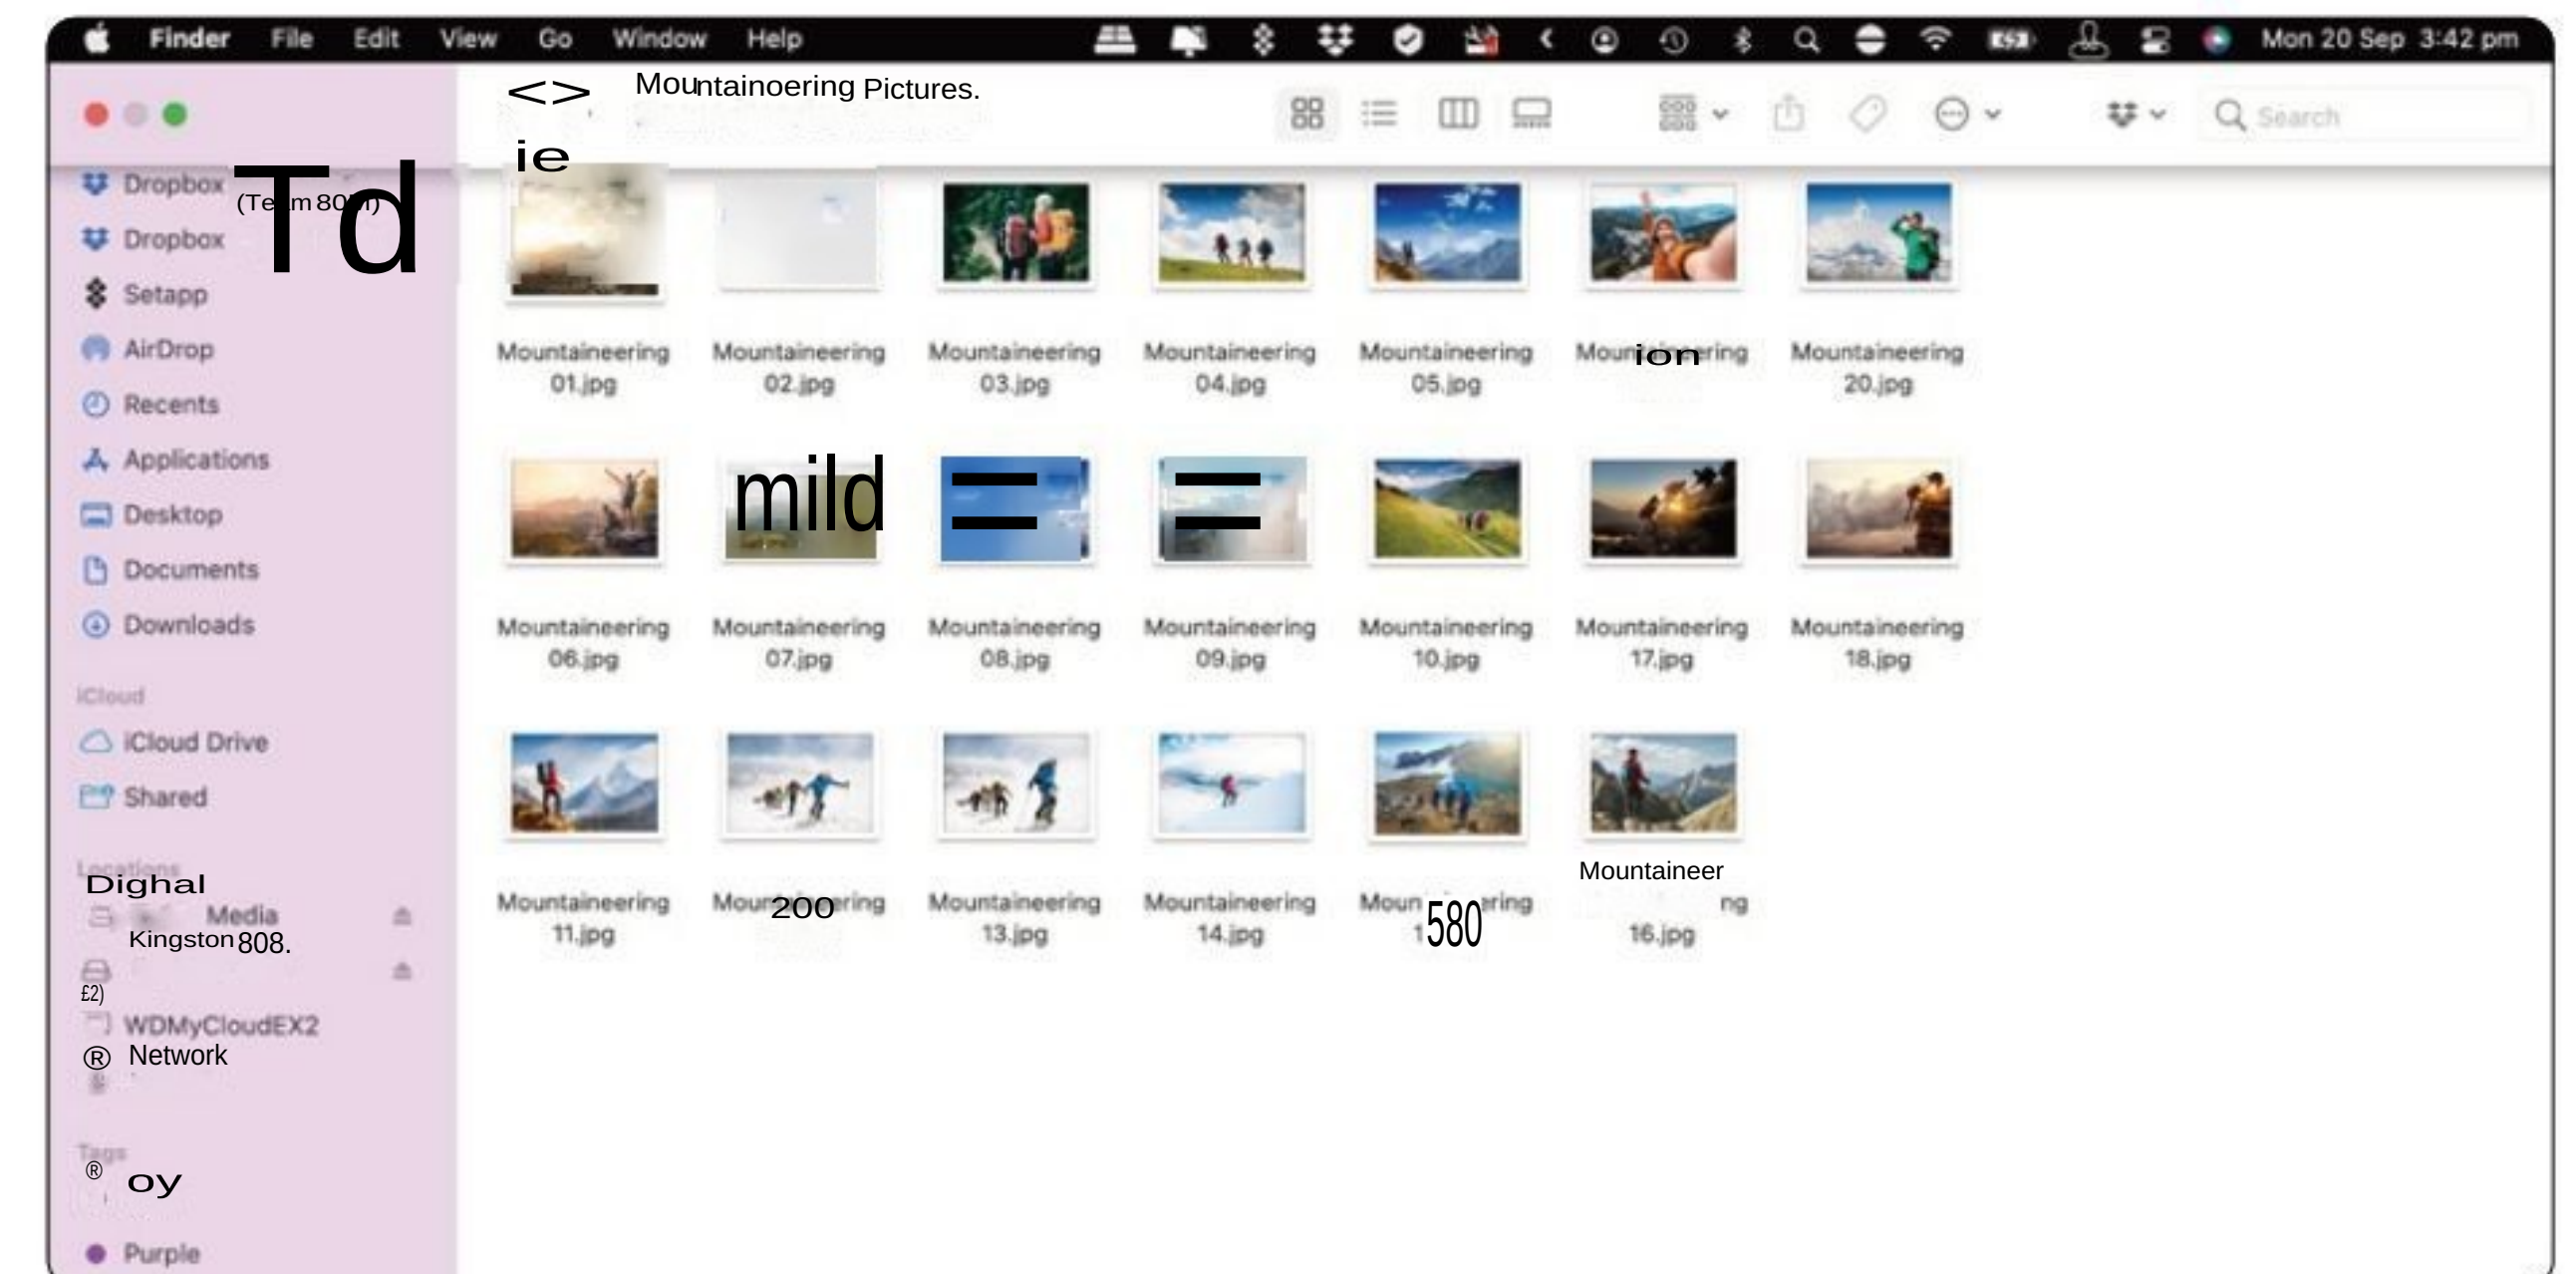 Finder File Edit View Go Window Help Mon 20 Sep 3:42 pm
<> Mountainoering Pictures.
Search
ie
Td
Dropbox
Dropbox
Setapp
AirDrop
Recents
Applications
Desktop
Documents
Downloads
iCloud
iCloud Drive
Shared
Locations
Dighal
Media
Kingston 808.
£2)
WDMyCloudEX2
® Network
Tags
® oy
Purple
Mountaineering Mountaineering Mountaineering Mountaineering Mountaineering ion Mountaineering
01.jpg 02.jpg 03.jpg 04.jpg 05.jpg 20.jpg
mild = =
Mountaineering Mountaineering Mountaineering Mountaineering Mountaineering Mountaineering Mountaineering
06.jpg 07.jpg 08.jpg 09.jpg 10.jpg 17.jpg 18.jpg
Mountaineer
Mountaineering 200 Mountaineering Mountaineering ng
11.jpg 13.jpg 14.jpg 580 16.jpg